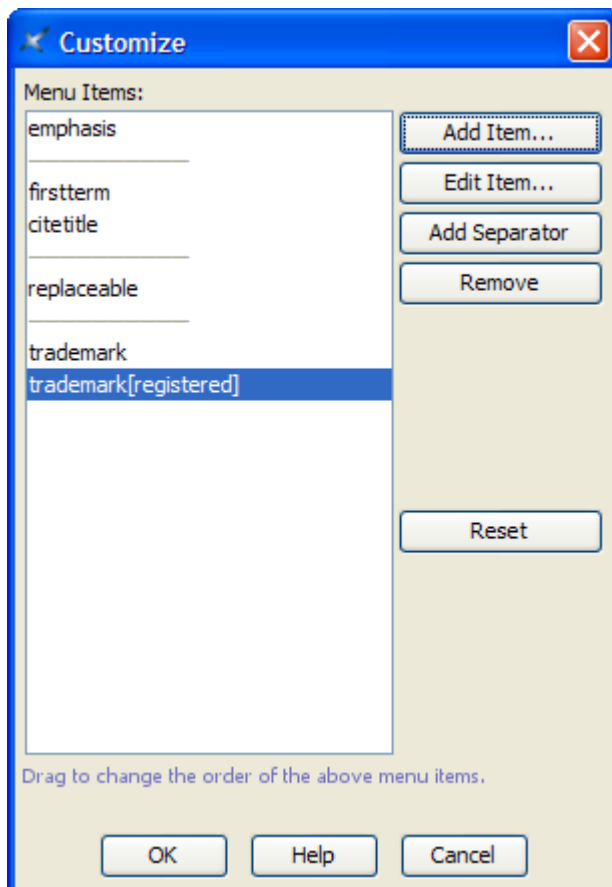 Customize
Menu Items:
emphasis
firstterm
citetitle
replaceable
trademark
trademark[registered]
Add Item...
Edit Item...
Add Separator
Remove
Reset
Drag to change the order of the above menu items.
OK
Help
Cancel